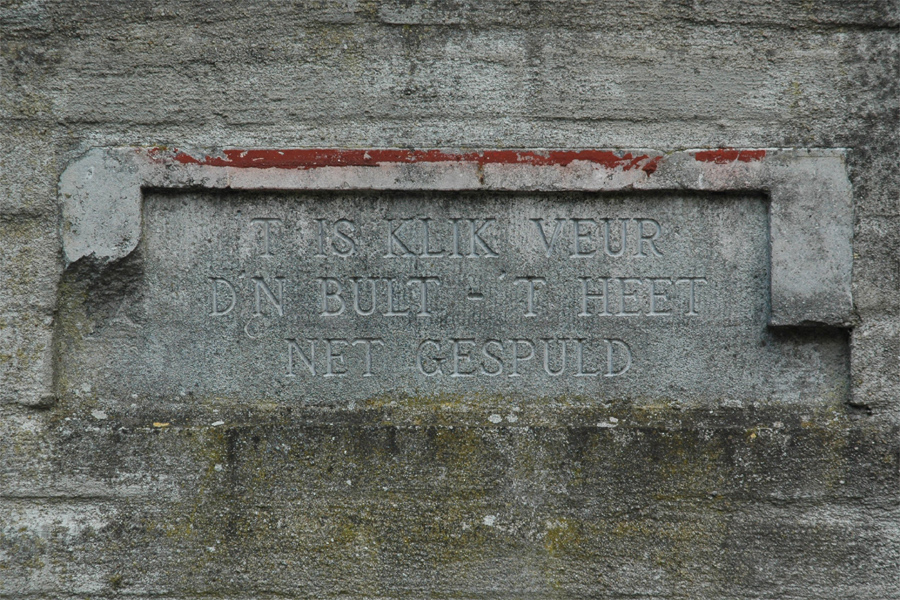 'T IS KLIK VEUR
D'N BULT - 'T HEET
NET GESPULD